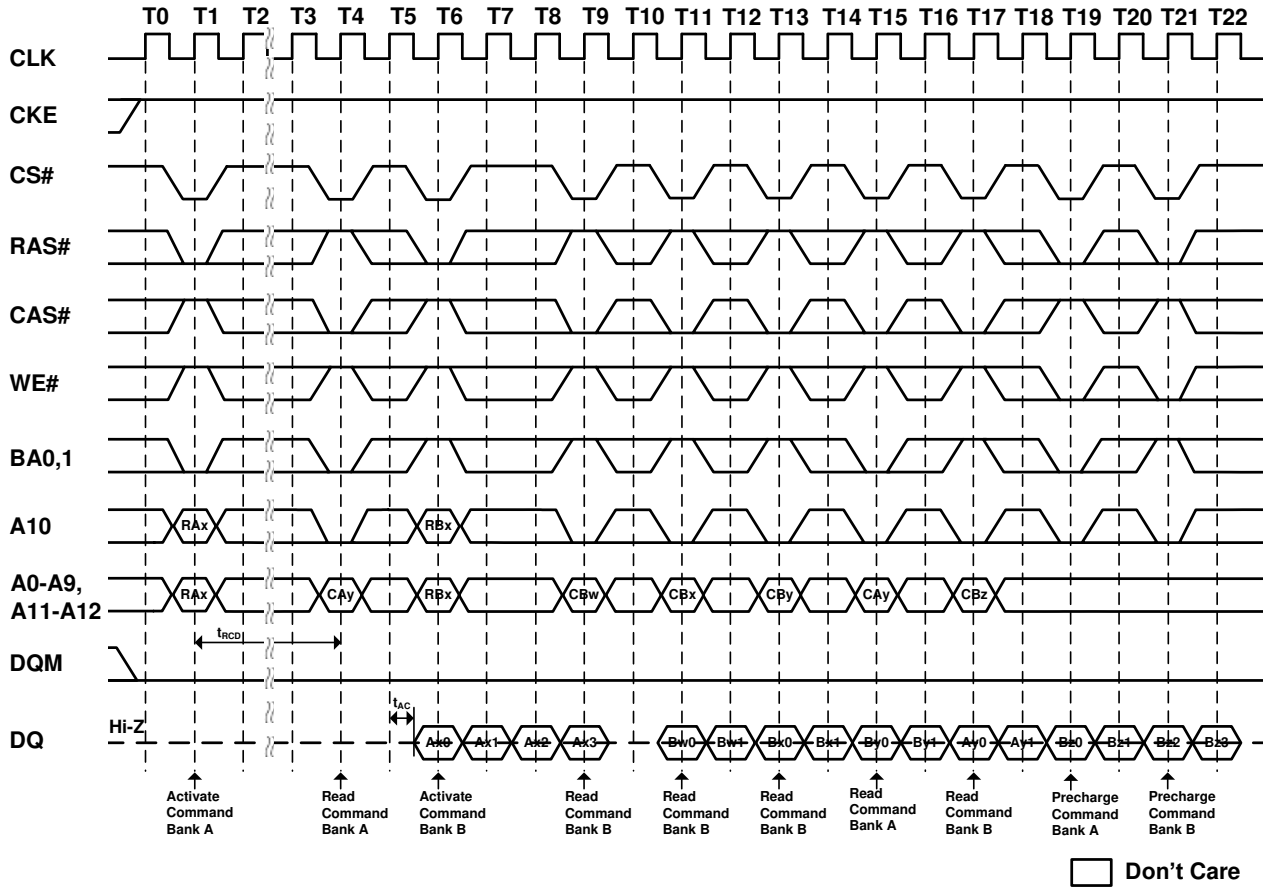 T0 T1 T2 T3 T4 T5 T6 T7 T8 T9 T10 T11 T12 T13 T14 T15 T16 T17 T18 T19 T20 T21 T22
CLK
CKE
CS#
RAS#
CAS#
WE#
BA0,1
A10
RAx RBx
A0-A9,
A11-A12
RAx CAy RBx CBw CBx CBy CAy CBz
tRCD
DQM
tAC
Hi-Z
DQ
Ax0 Ax1 Ax2 Ax3 Bw0 Bw1 Bx0 Bx1 By0 By1 Ay0 Ay1 Bz0 Bz1 Bz2 Bz3
Activate
Command
Bank A
Read
Command
Bank A
Activate
Command
Bank B
Read
Command
Bank B
Read
Command
Bank B
Read
Command
Bank B
Read
Command
Bank A
Read
Command
Bank B
Precharge
Command
Bank A
Precharge
Command
Bank B
Don't Care